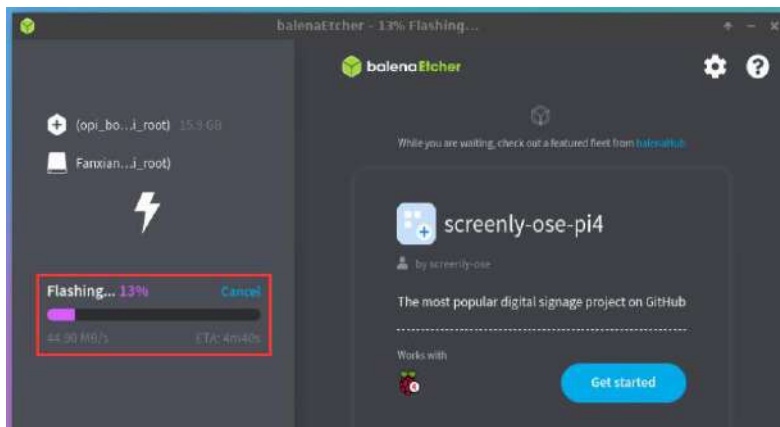 balenaEtcher - 13% Flashing...
balenaEtcher
(opi_bo...i_root) 15.9 GB
While you are waiting, check out a featured fleet from balenaHub
Fanxian...i_root)
screenly-ose-pi4
by screenly-ose
Flashing... 13% Cancel
The most popular digital signage project on GitHub
44.90 MB/s ETA: 4m40s
Works with
Get started